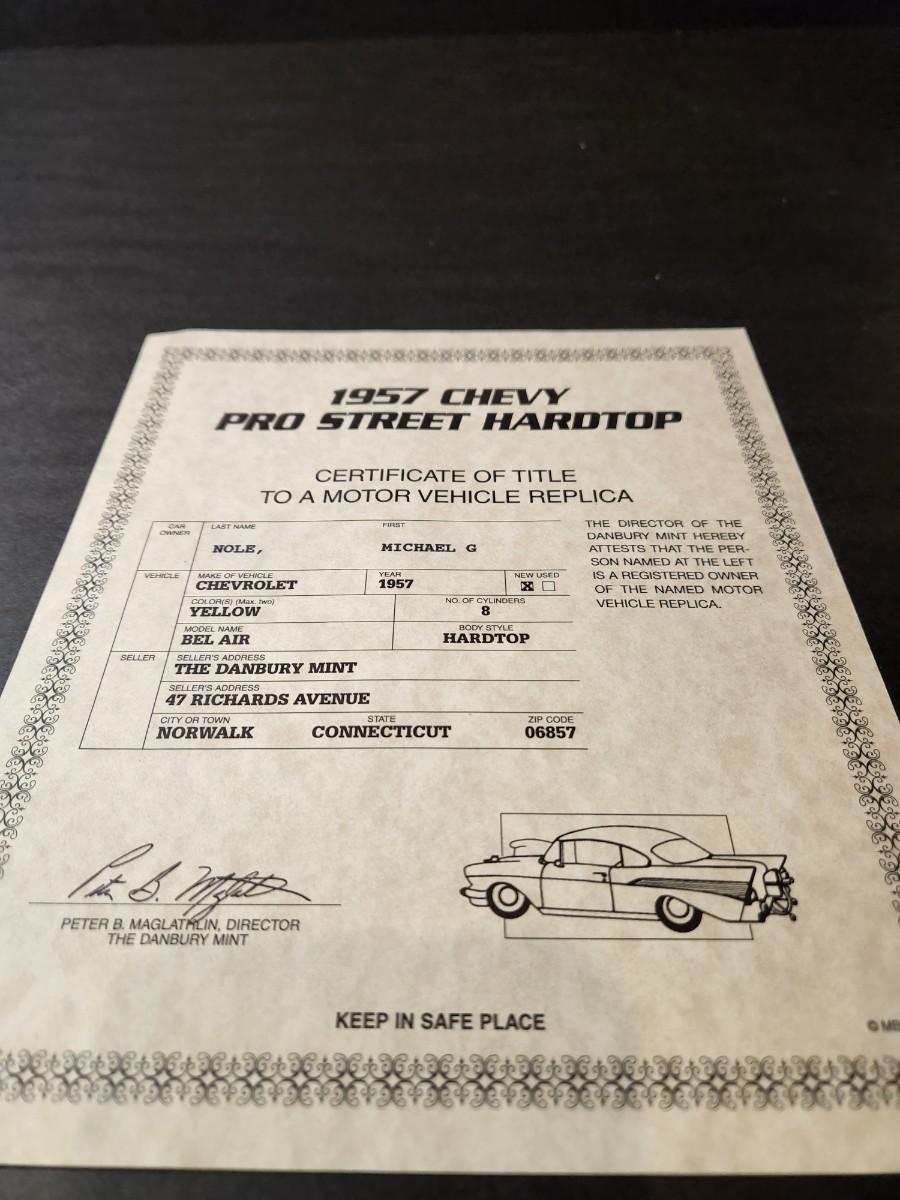 1957 CHEVY
PRO STREET HARDTOP
CERTIFICATE OF TITLE
TO A MOTOR VEHICLE REPLICA
CAR OWNER
LAST NAME FIRST
NOLE, MICHAEL G
VEHICLE
MAKE OF VEHICLE YEAR NEW USED
CHEVROLET 1957 X
COLOR(S) (Max. two) NO. OF CYLINDERS
YELLOW 8
MODEL NAME BODY STYLE
BEL AIR HARDTOP
SELLER
SELLER'S ADDRESS
THE DANBURY MINT
SELLER'S ADDRESS
47 RICHARDS AVENUE
CITY OR TOWN STATE ZIP CODE
NORWALK CONNECTICUT 06857
THE DIRECTOR OF THE
DANBURY MINT HEREBY
ATTESTS THAT THE PER-
SON NAMED AT THE LEFT
IS A REGISTERED OWNER
OF THE NAMED MOTOR
VEHICLE REPLICA.
Peter B. Maglathlin
PETER B. MAGLATHLIN, DIRECTOR
THE DANBURY MINT
KEEP IN SAFE PLACE